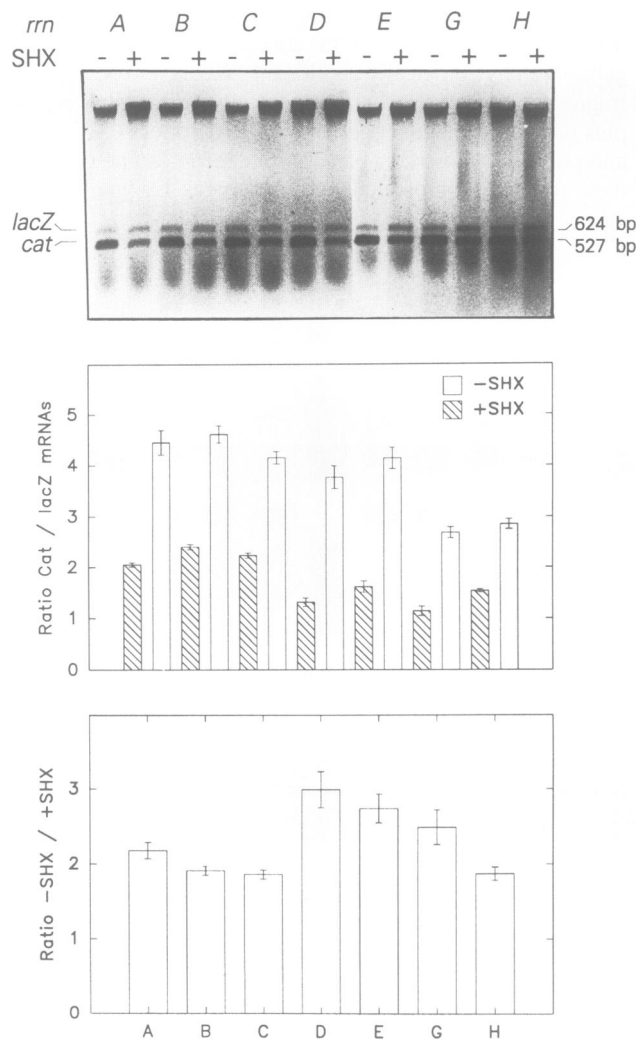 rrn A B C D E G H
SHX - + - + - + - + - + - + - +
lacZ
cat
624 bp
527 bp
Ratio Cat / lacZ mRNAs
5
4
3
2
1
0
-SHX
+SHX
Ratio -SHX / +SHX
3
2
1
0
A B C D E G H